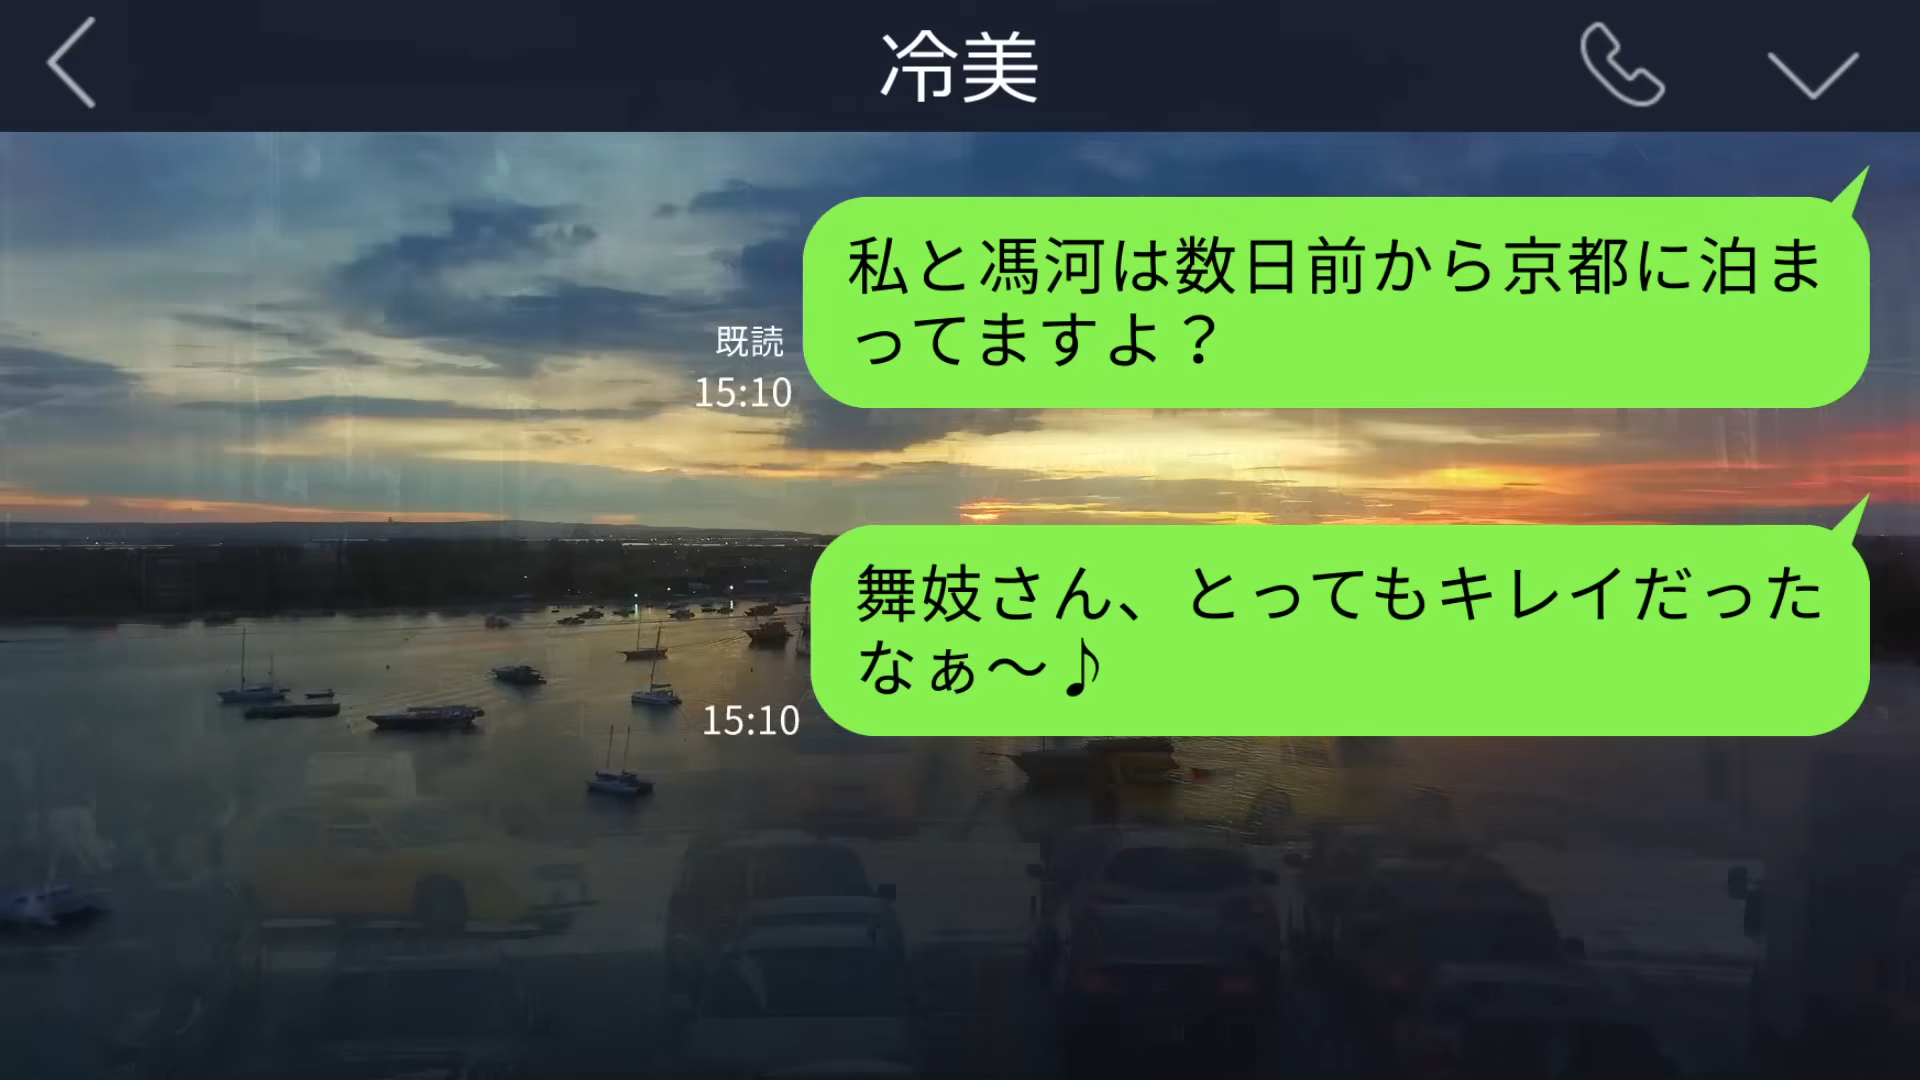 冷美
私と馮河は数日前から京都に泊ま
ってますよ？
既読
15:10
舞妓さん、とってもキレイだった
なぁ～♪
15:10